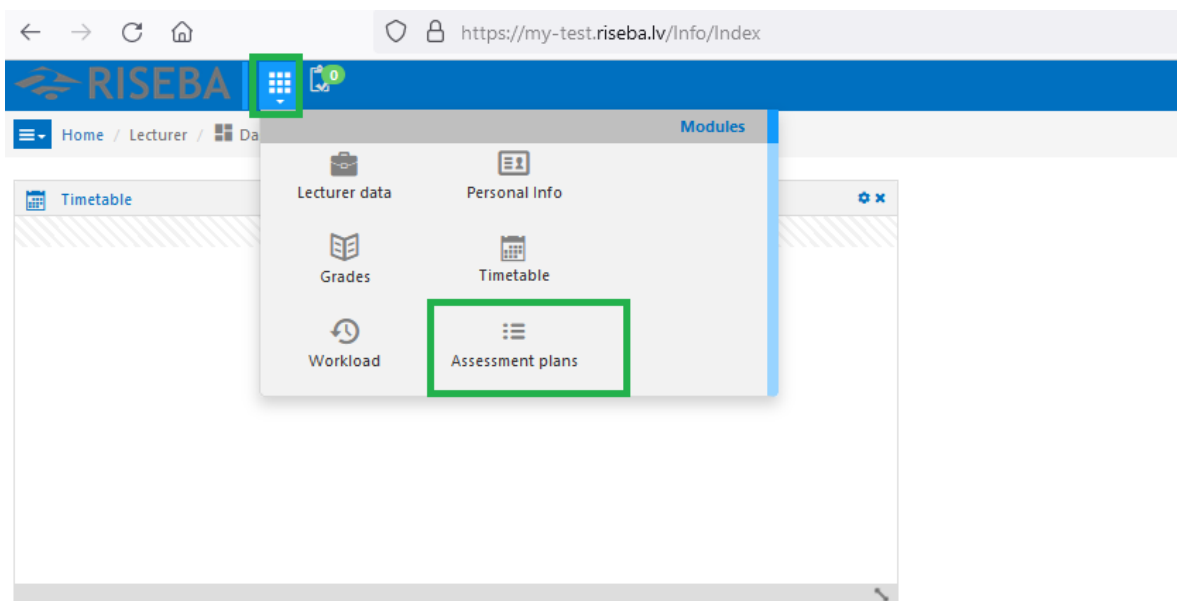 https://my-test.riseba.lv/Info/Index
RISEBA
0
Home / Lecturer / Da
Modules
Lecturer data
Personal Info
Timetable
Grades
Timetable
Workload
Assessment plans